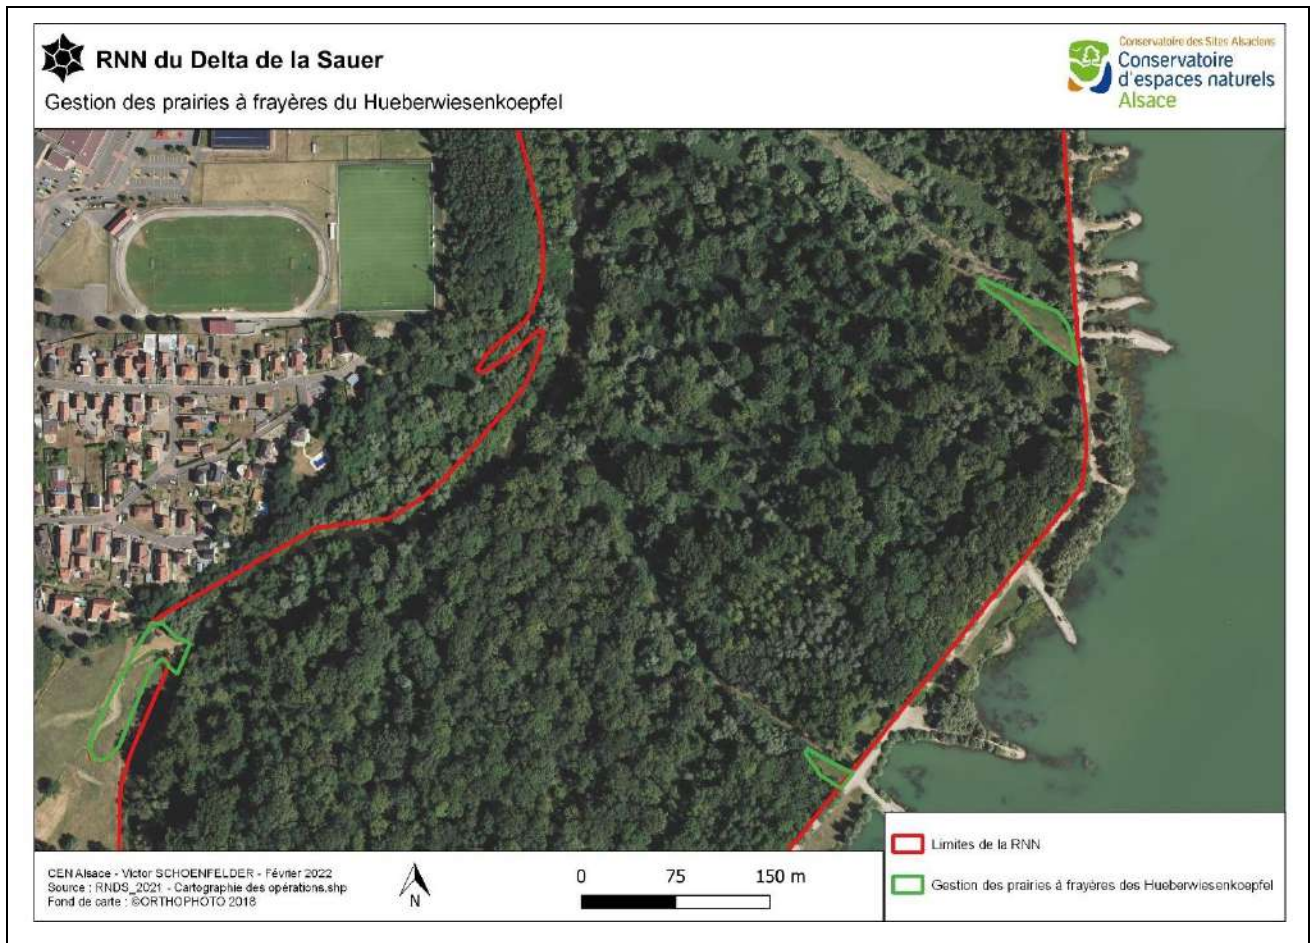 RNN du Delta de la Sauer
Gestion des prairies à frayères du Hueberwiesenkoepfel
Conservatoire des Sites Alsaciens
Conservatoire
d'espaces naturels
Alsace
CEN Alsace - Victor SCHOENFELDER - Février 2022
Source : RNDS_2021 - Cartographie des opérations.shp
Fond de carte : ©ORTHOPHOTO 2018
N
0 75 150 m
Limites de la RNN
Gestion des prairies à frayères des Hueberwiesenkoepfel